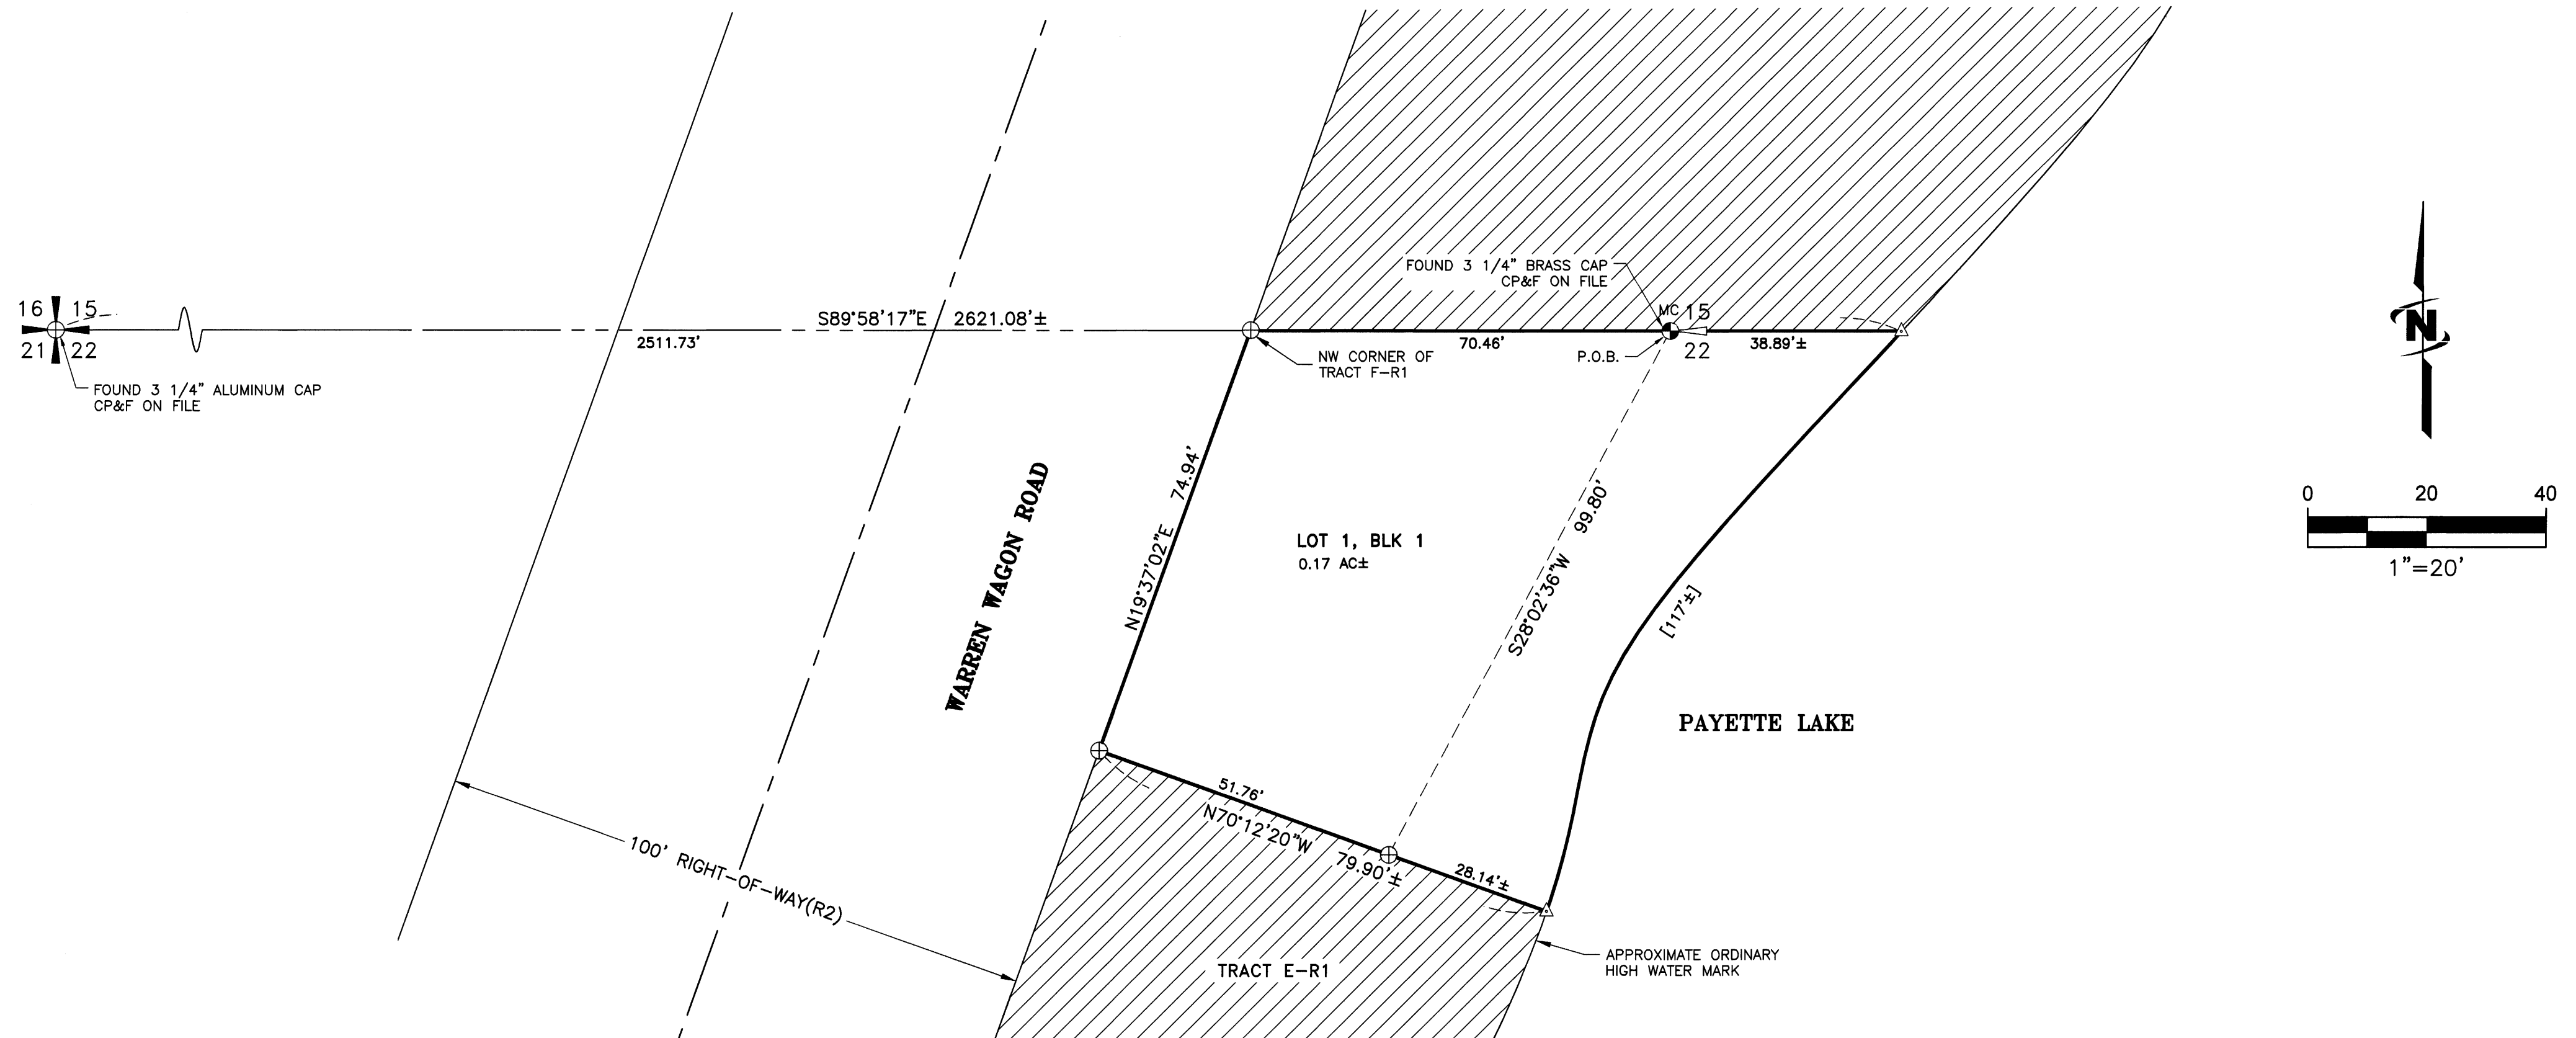 FOUND 3 1/4" BRASS CAP
CP&F ON FILE
16 15
21 22
S89°58'17"E 2621.08'±
2511.73'
FOUND 3 1/4" ALUMINUM CAP
CP&F ON FILE
NW CORNER OF
TRACT F-R1
70.46'
P.O.B.
MC 15
22
38.89'±
N
0 20 40
1"=20'
N19°37'02"E 74.94'
WARREN WAGON ROAD
LOT 1, BLK 1
0.17 AC±
S28°02'36"W 99.80'
[117'±]
PAYETTE LAKE
51.76'
N70°12'20"W
79.90'±
28.14'±
100' RIGHT-OF-WAY(R2)
TRACT E-R1
APPROXIMATE ORDINARY
HIGH WATER MARK